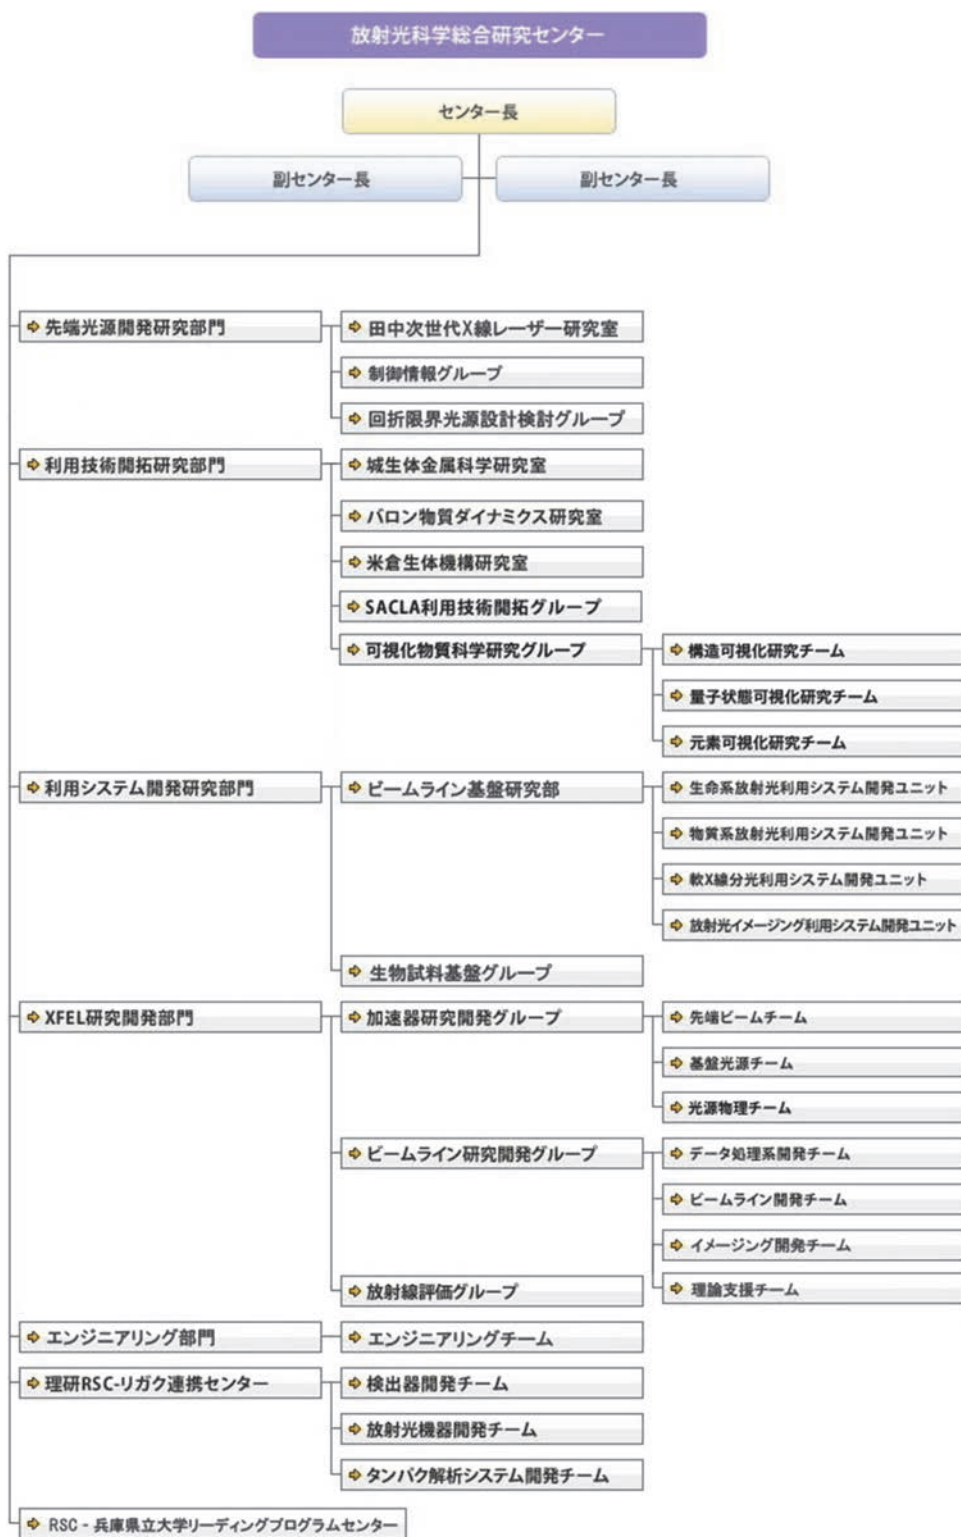 放射光科学総合研究センター
センター長
副センター長
副センター長
先端光源開発研究部門
田中次世代X線レーザー研究室
制御情報グループ
回折限界光源設計検討グループ
利用技術開拓研究部門
城生体金属科学研究室
バロン物質ダイナミクス研究室
米倉生体機構研究室
SACLA利用技術開拓グループ
可視化物質科学研究グループ
構造可視化研究チーム
量子状態可視化研究チーム
元素可視化研究チーム
利用システム開発研究部門
ビームライン基盤研究部
生命系放射光利用システム開発ユニット
物質系放射光利用システム開発ユニット
軟X線分光利用システム開発ユニット
放射光イメージング利用システム開発ユニット
生物試料基盤グループ
XFEL研究開発部門
加速器研究開発グループ
先端ビームチーム
基盤光源チーム
光源物理チーム
ビームライン研究開発グループ
データ処理系開発チーム
ビームライン開発チーム
イメージング開発チーム
理論支援チーム
放射線評価グループ
エンジニアリング部門
エンジニアリングチーム
理研RSC-リガク連携センター
検出器開発チーム
放射光機器開発チーム
タンパク解析システム開発チーム
RSC - 兵庫県立大学リーディングプログラムセンター